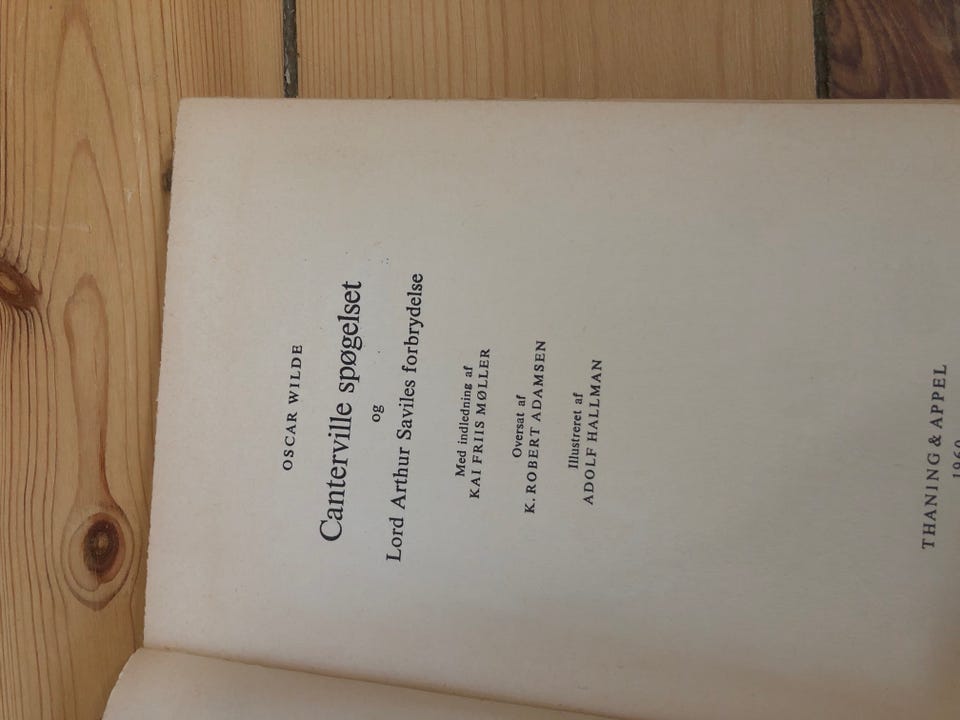 OSCAR WILDE
Canterville spøgelset
og
Lord Arthur Saviles forbrydelse
Med indledning af
KAI FRIIS MØLLER
Oversat af
K. ROBERT ADAMSEN
Illustreret af
ADOLF HALLMAN
THANING & APPEL
1960